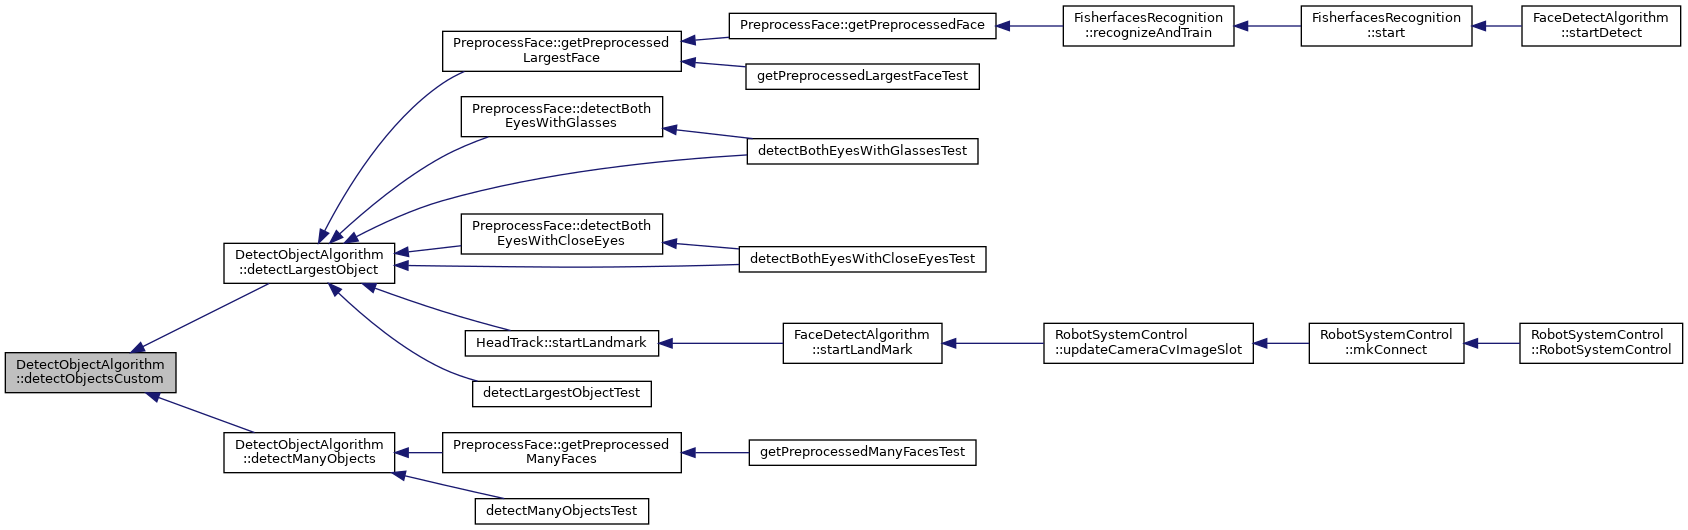 PreprocessFace::getPreprocessed
LargestFace
PreprocessFace::getPreprocessedFace
FisherfacesRecognition
::recognizeAndTrain
FisherfacesRecognition
::start
FaceDetectAlgorithm
::startDetect
getPreprocessedLargestFaceTest
PreprocessFace::detectBoth
EyesWithGlasses
detectBothEyesWithGlassesTest
PreprocessFace::detectBoth
EyesWithCloseEyes
detectBothEyesWithCloseEyesTest
DetectObjectAlgorithm
::detectLargestObject
HeadTrack::startLandmark
FaceDetectAlgorithm
::startLandMark
RobotSystemControl
::updateCameraCvImageSlot
RobotSystemControl
::mkConnect
RobotSystemControl
::RobotSystemControl
DetectObjectAlgorithm
::detectObjectsCustom
detectLargestObjectTest
DetectObjectAlgorithm
::detectManyObjects
PreprocessFace::getPreprocessed
ManyFaces
getPreprocessedManyFacesTest
detectManyObjectsTest